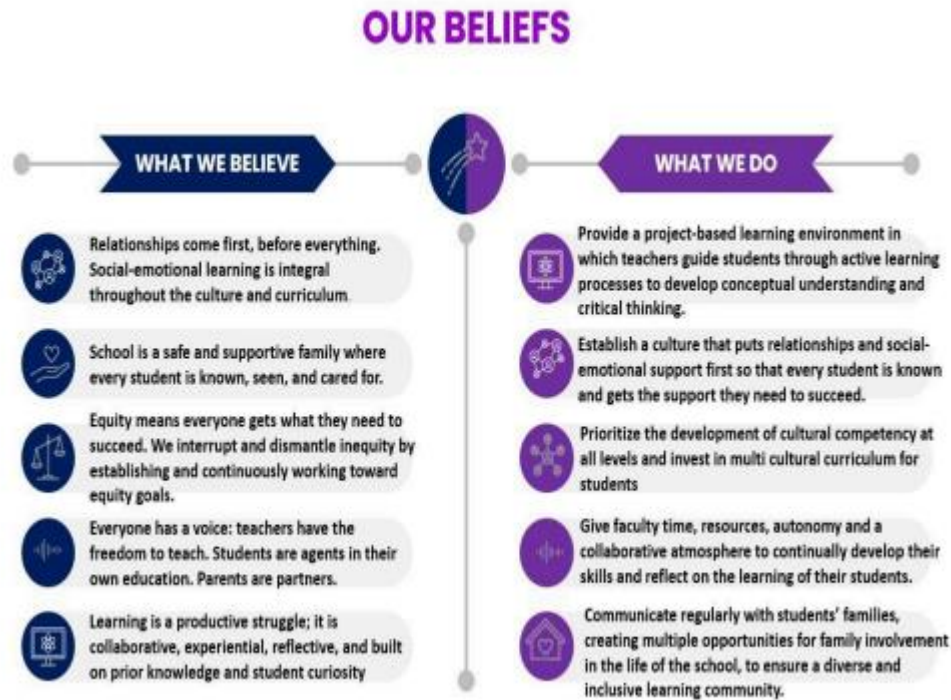 OUR BELIEFS
WHAT WE BELIEVE
Relationships come first, before everything.
Social-emotional learning is integral
throughout the culture and curriculum
School is a safe and supportive family where
every student is known, seen, and cared for.
Equity means everyone gets what they need to
succeed. We interrupt and dismantle inequity by
establishing and continuously working toward
equity goals.
Everyone has a voice: teachers have the
freedom to teach. Students are agents in their
own education. Parents are partners.
Learning is a productive struggle; it is
collaborative, experiential, reflective, and built
on prior knowledge and student curiosity
WHAT WE DO
Provide a project-based learning environment in
which teachers guide students through active learning
processes to develop conceptual understanding and
critical thinking.
Establish a culture that puts relationships and social-
emotional support first so that every student is known
and gets the support they need to succeed.
Prioritize the development of cultural competency at
all levels and invest in multi cultural curriculum for
students
Give faculty time, resources, autonomy and a
collaborative atmosphere to continually develop their
skills and reflect on the learning of their students.
Communicate regularly with students' families,
creating multiple opportunities for family involvement
in the life of the school, to ensure a diverse and
inclusive learning community.